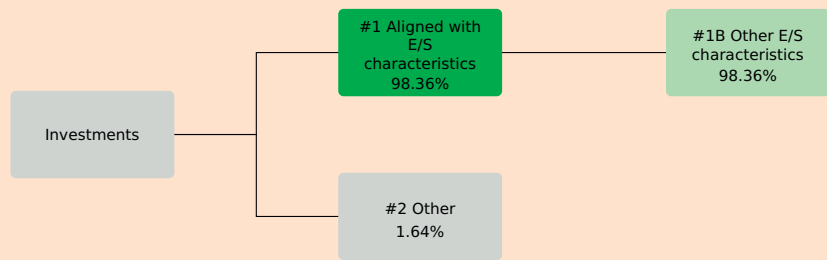 #1 Aligned with
E/S
characteristics
98.36%
#1B Other E/S
characteristics
98.36%
Investments
#2 Other
1.64%